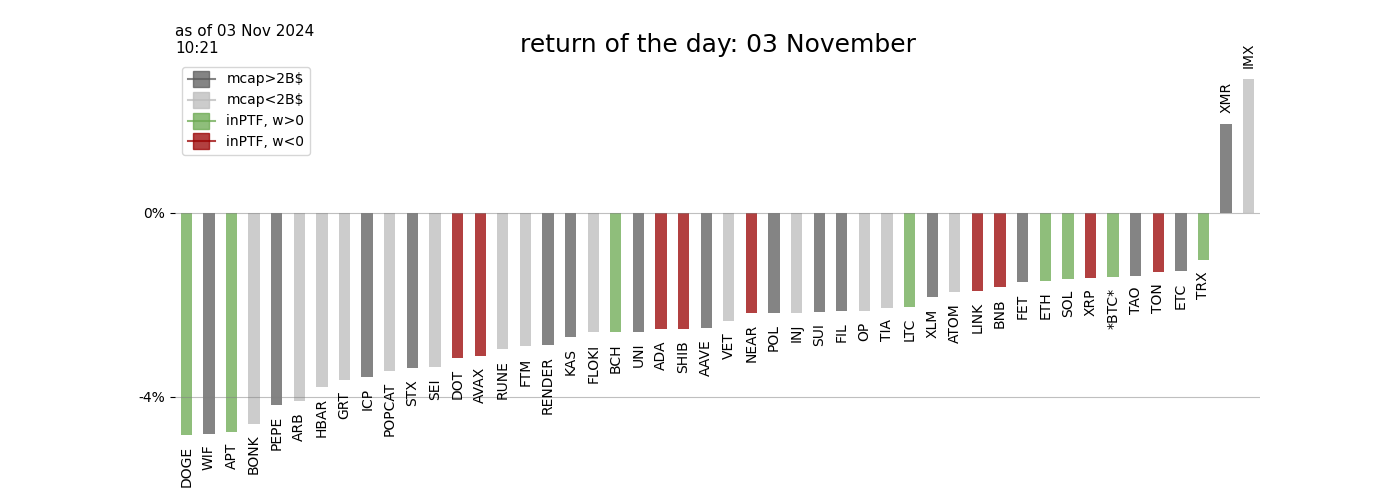 as of 03 Nov 2024
10:21
return of the day: 03 November
mcap>2B$
mcap<2B$
inPTF, w>0
inPTF, w<0
0%
-4%
DOGE
WIF
APT
BONK
PEPE
ARB
HBAR
GRT
ICP
POPCAT
STX
SEI
DOT
AVAX
RUNE
FTM
RENDER
KAS
FLOKI
BCH
UNI
ADA
SHIB
AAVE
VET
NEAR
POL
INJ
SUI
FIL
OP
TIA
LTC
XLM
ATOM
LINK
BNB
FET
ETH
SOL
XRP
*BTC*
TAO
TON
ETC
TRX
XMR
IMX